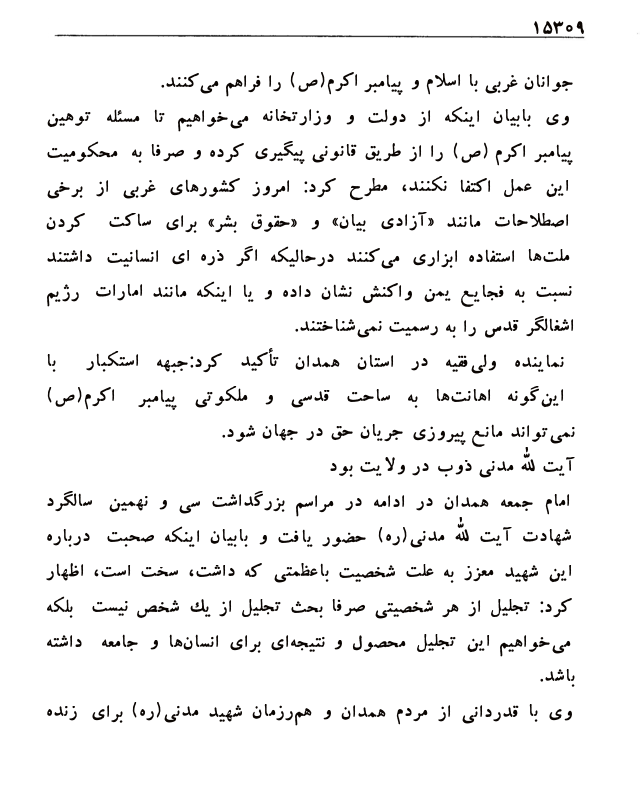 ۱۵۳۰۹
جوانان غربی با اسلام و پیامبر اکرم(ص) را فراهم می‌کنند.
وی بابیان اینکه از دولت و وزارتخانه می‌خواهیم تا مسئله توهین
پیامبر اکرم (ص) را از طریق قانونی پیگیری کرده و صرفا به محکومیت
این عمل اکتفا نکنند، مطرح کرد: امروز کشورهای غربی از برخی
اصطلاحات مانند «آزادی بیان» و «حقوق بشر» برای ساکت کردن
ملت‌ها استفاده ابزاری می‌کنند درحالیکه اگر ذره ای انسانیت داشتند
نسبت به فجایع یمن واکنش نشان داده و یا اینکه مانند امارات رژیم
اشغالگر قدس را به رسمیت نمی‌شناختند.
نماینده ولی‌فقیه در استان همدان تأکید کرد:جبهه استکبار با
این‌گونه اهانت‌ها به ساحت قدسی و ملکوتی پیامبر اکرم(ص)
نمی‌تواند مانع پیروزی جریان حق در جهان شود.
آیت الله مدنی ذوب در ولایت بود
امام جمعه همدان در ادامه در مراسم بزرگداشت سی و نهمین سالگرد
شهادت آیت الله مدنی(ره) حضور یافت و بابیان اینکه صحبت درباره
این شهید معزز به علت شخصیت باعظمتی که داشت، سخت است، اظهار
کرد: تجلیل از هر شخصیتی صرفا بحث تجلیل از یك شخص نیست بلکه
می‌خواهیم این تجلیل محصول و نتیجه‌ای برای انسان‌ها و جامعه داشته
باشد.
وی با قدردانی از مردم همدان و هم‌رزمان شهید مدنی(ره) برای زنده